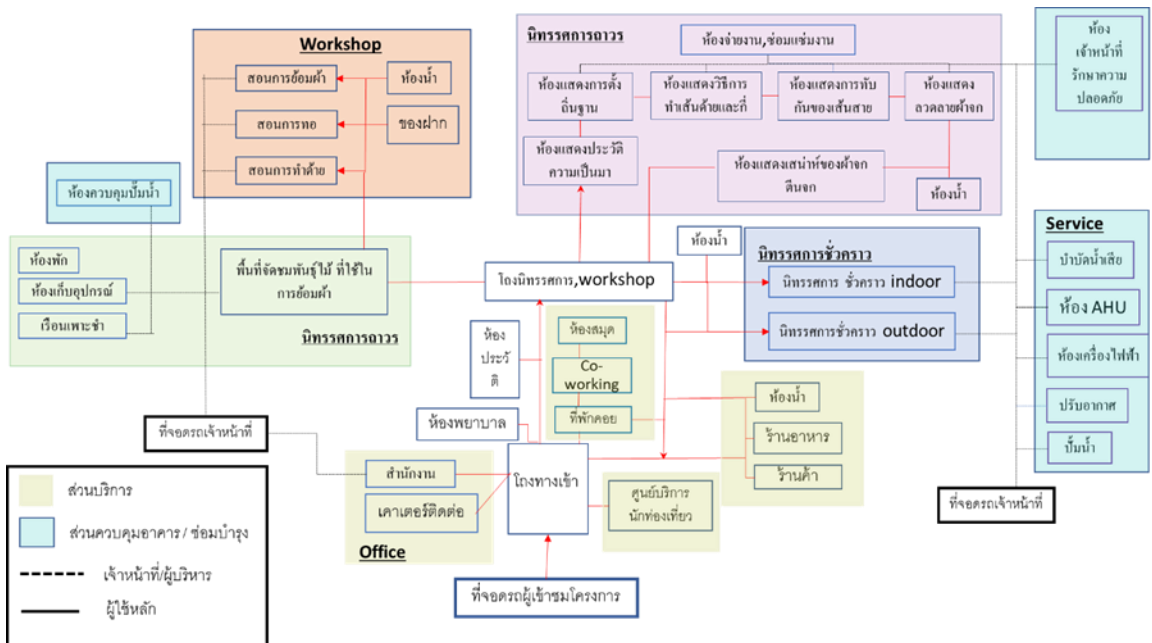 Workshop
สอนการย้อมผ้า
ห้องน้ำ
สอนการทอ
ของฝาก
สอนการทำด้าย
นิทรรศการถาวร
ห้องจ่ายงาน,ซ่อมแซ่มงาน
ห้องแสดงการตั้ง
ถิ่นฐาน
ห้องแสดงวิธีการ
ทำเส้นด้ายและกี่
ห้องแสดงการทับ
กันของเส้นสาย
ห้องแสดง
ลวดลายผ้าจก
ห้องแสดงประวัติ
ความเป็นมา
ห้องแสดงเสน่ห์ของผ้าจก
ตีนจก
ห้องน้ำ
ห้อง
เจ้าหน้าที่
รักษาความ
ปลอดภัย
ห้องควบคุมปั๊มน้ำ
ห้องพัก
ห้องเก็บอุปกรณ์
เรือนเพาะชำ
พื้นที่จัดชมพันธุ์ไม้ ที่ใช้ใน
การย้อมผ้า
นิทรรศการถาวร
โถงนิทรรศการ,workshop
ห้องน้ำ
นิทรรศการชั่วคราว
นิทรรศการ ชั่วคราว indoor
นิทรรศการชั่วคราว outdoor
Service
บำบัดน้ำเสีย
ห้อง AHU
ห้องเครื่องไฟฟ้า
ปรับอากาศ
ปั๊มน้ำ
ห้อง
ประวั
ติ
ห้องสมุด
Co-
working
ที่พักคอย
ห้องพยาบาล
ห้องน้ำ
ร้านอาหาร
ร้านค้า
ที่จอดรถเจ้าหน้าที่
สำนักงาน
เคาเตอร์ติดต่อ
Office
โถงทางเข้า
ศูนย์บริการ
นักท่องเที่ยว
ที่จอดรถเจ้าหน้าที่
ที่จอดรถผู้เข้าชมโครงการ
ส่วนบริการ
ส่วนควบคุมอาคาร / ซ่อมบำรุง
เจ้าหน้าที่/ผู้บริหาร
ผู้ใช้หลัก